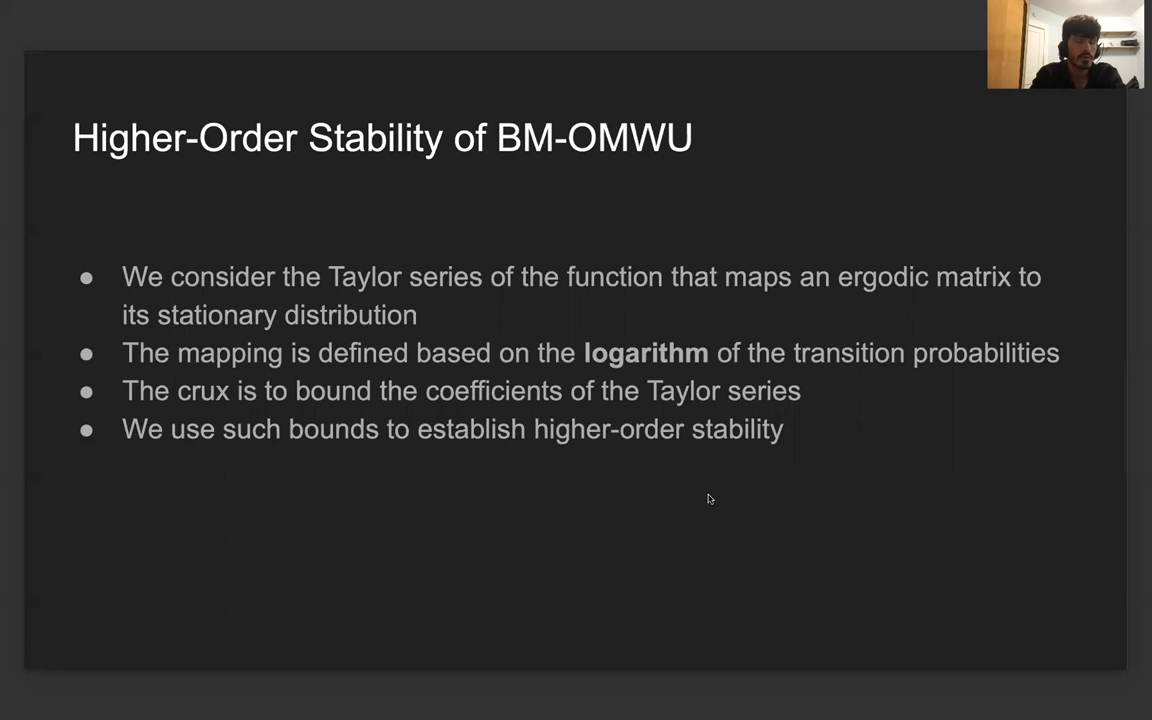 Higher-Order Stability of BM-OMWU
● We consider the Taylor series of the function that maps an ergodic matrix to
its stationary distribution
● The mapping is defined based on the logarithm of the transition probabilities
● The crux is to bound the coefficients of the Taylor series
● We use such bounds to establish higher-order stability